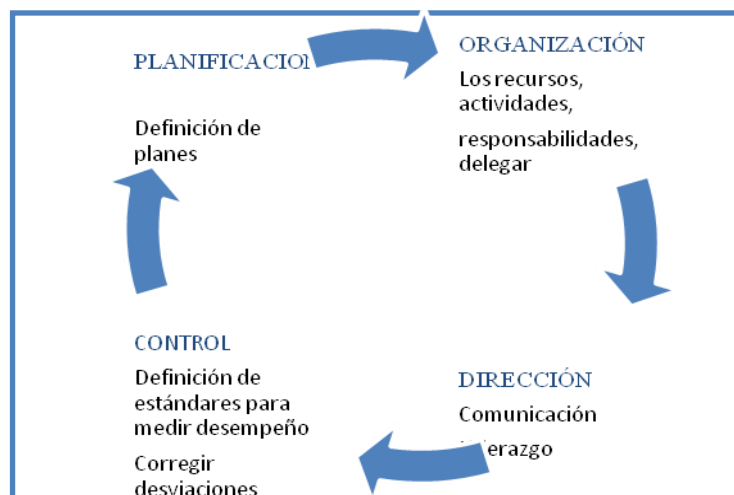 PLANIFICACIO
Definición de
planes
ORGANIZACIÓN
Los recursos,
actividades,
responsabilidades,
delegar
DIRECCIÓN
Comunicación
erazgo
CONTROL
Definición de
estándares para
medir desempeño
Corregir
desviaciones